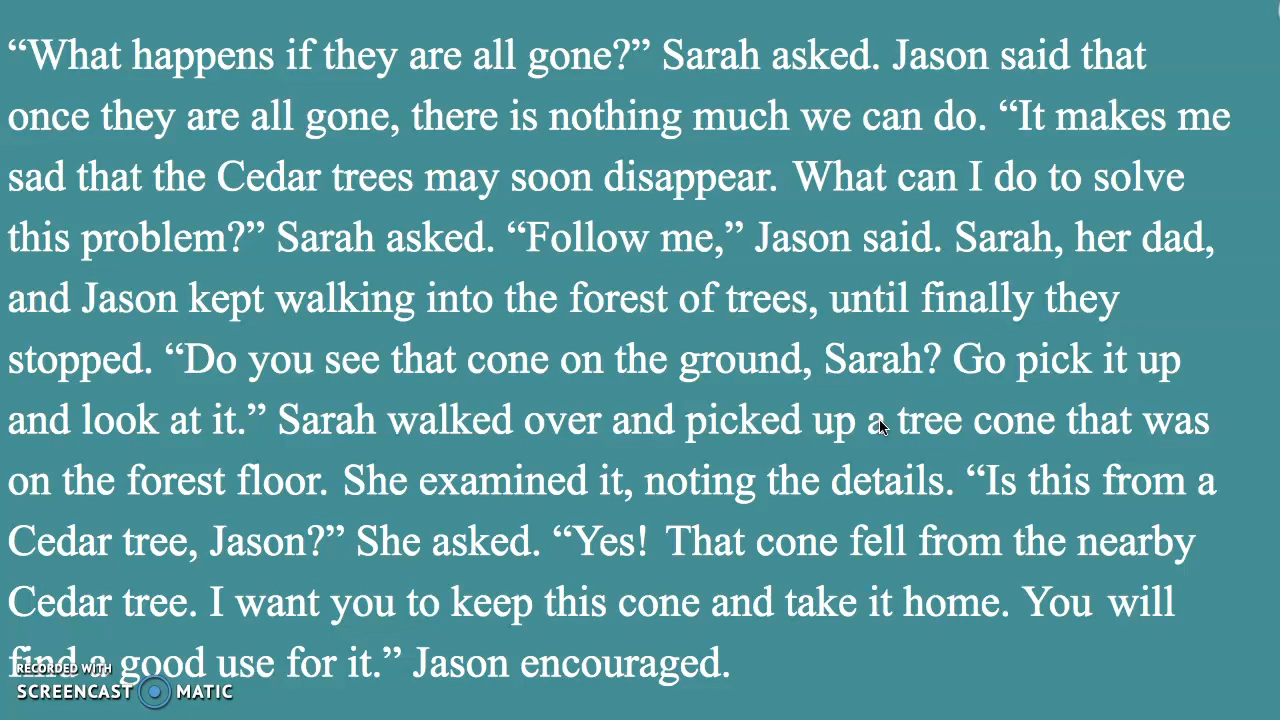 “What happens if they are all gone?” Sarah asked. Jason said that
once they are all gone, there is nothing much we can do. “It makes me
sad that the Cedar trees may soon disappear. What can I do to solve
this problem?” Sarah asked. “Follow me,” Jason said. Sarah, her dad,
and Jason kept walking into the forest of trees, until finally they
stopped. “Do you see that cone on the ground, Sarah? Go pick it up
and look at it.” Sarah walked over and picked up a tree cone that was
on the forest floor. She examined it, noting the details. “Is this from a
Cedar tree, Jason?” She asked. “Yes! That cone fell from the nearby
Cedar tree. I want you to keep this cone and take it home. You will
find a good use for it.” Jason encouraged.
RECORDED WITH
SCREENCAST MATIC